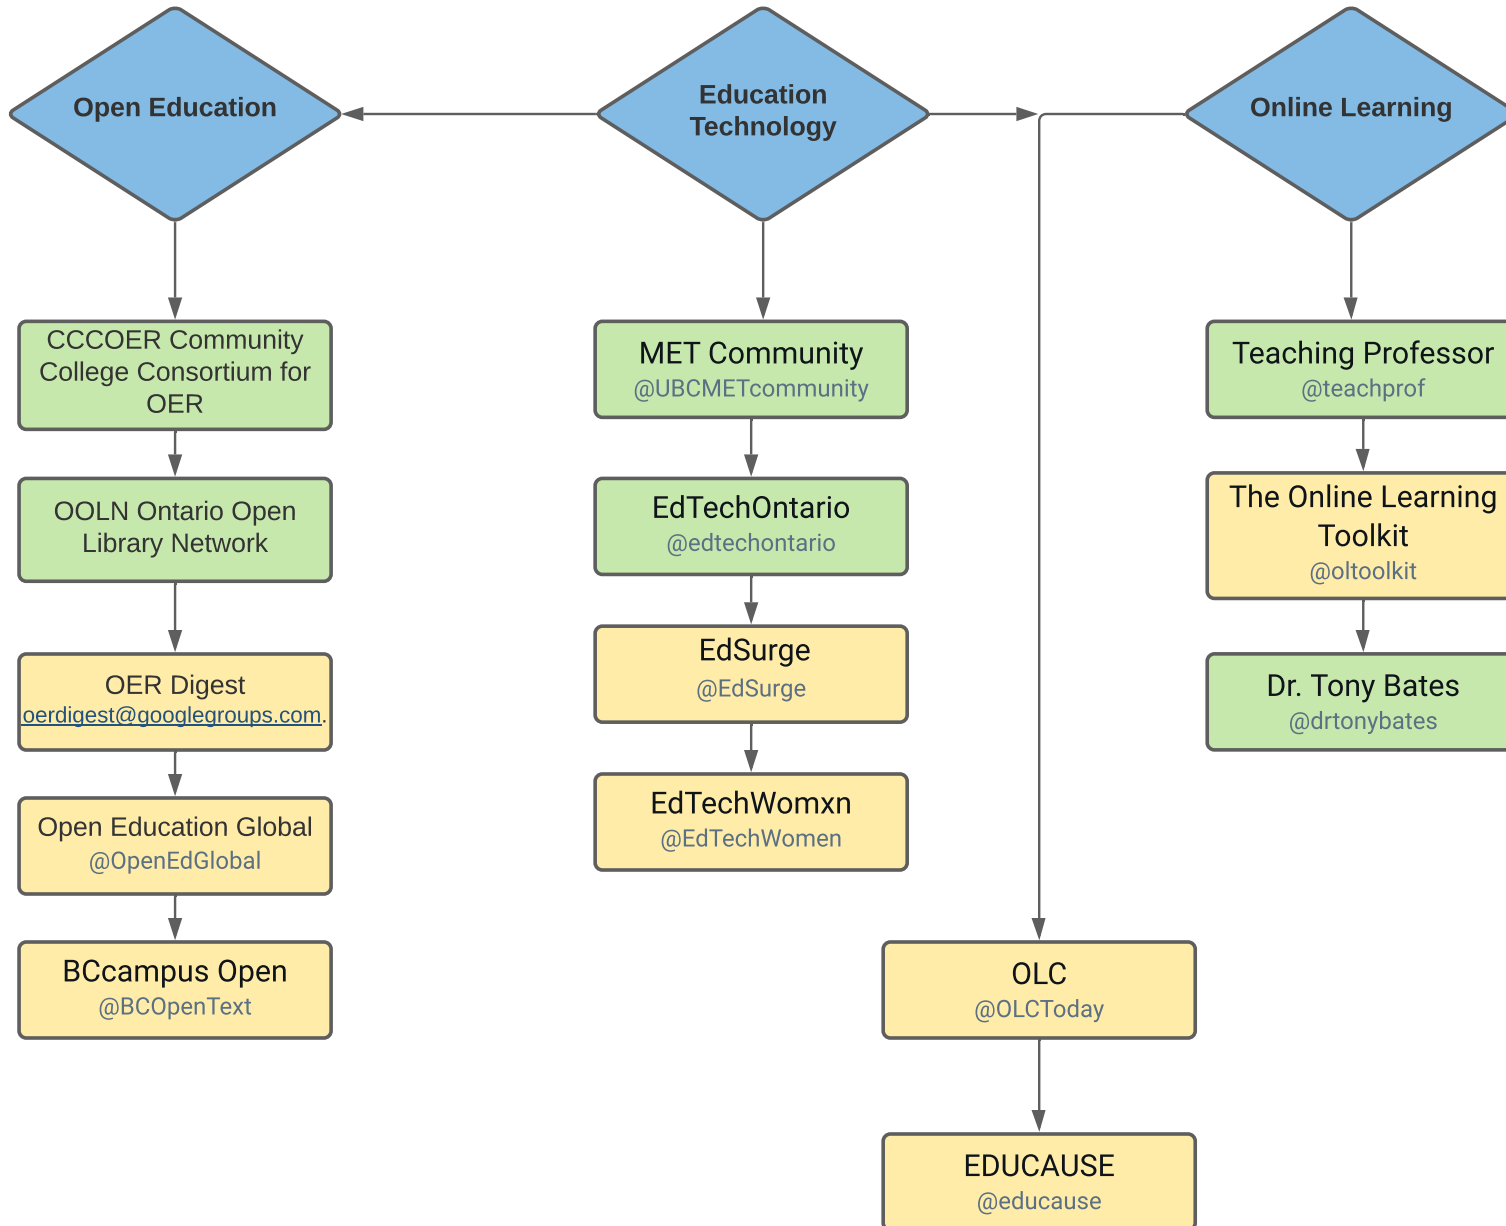 Open Education
Education
Technology
Online Learning
CCCOER Community
College Consortium for
OER
OOLN Ontario Open
Library Network
OER Digest
oerdigest@googlegroups.com.
Open Education Global
@OpenEdGlobal
BCcampus Open
@BCOpenText
MET Community
@UBCMETcommunity
EdTechOntario
@edtechontario
EdSurge
@EdSurge
EdTechWomxn
@EdTechWomen
OLC
@OLCToday
EDUCAUSE
@educause
Teaching Professor
@teachprof
The Online Learning
Toolkit
@oltoolkit
Dr. Tony Bates
@drtonybates